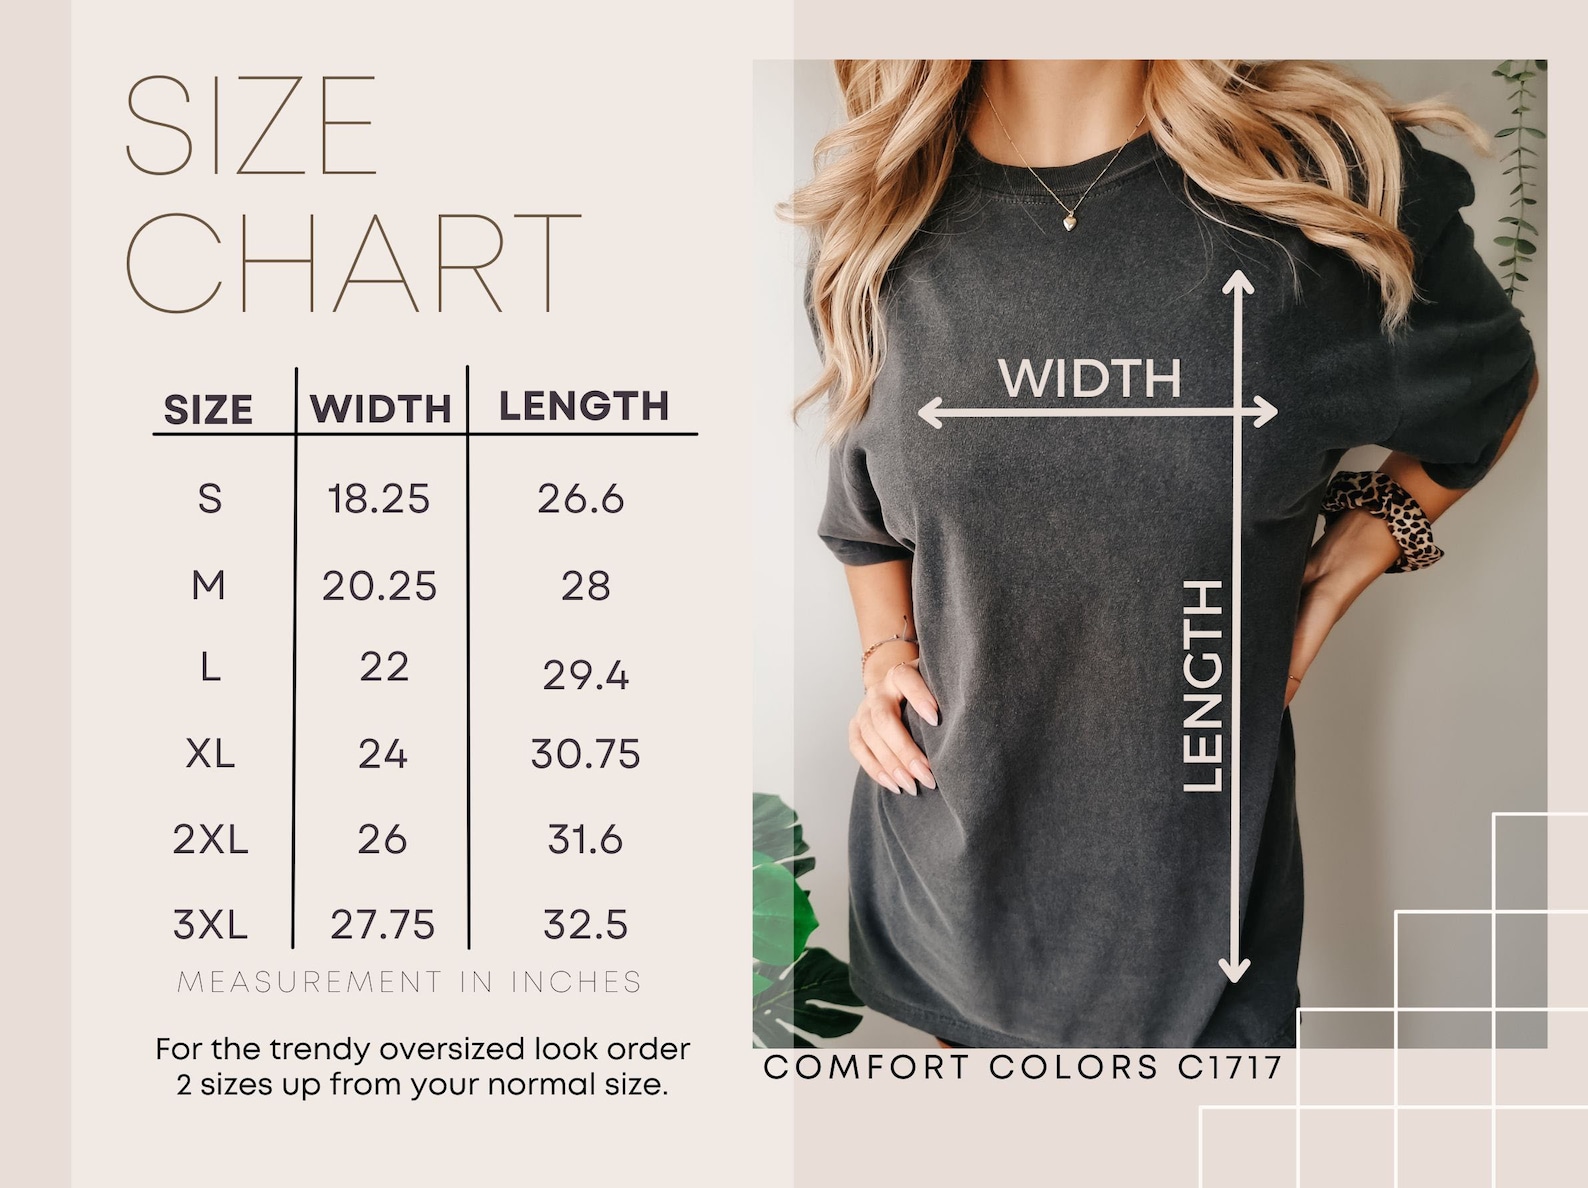 SIZE
CHART
SIZE WIDTH LENGTH
S 18.25 26.6
M 20.25 28
L 22 29.4
XL 24 30.75
2XL 26 31.6
3XL 27.75 32.5
MEASUREMENT IN INCHES
For the trendy oversized look order
2 sizes up from your normal size.
WIDTH
LENGTH
COMFORT COLORS C1717